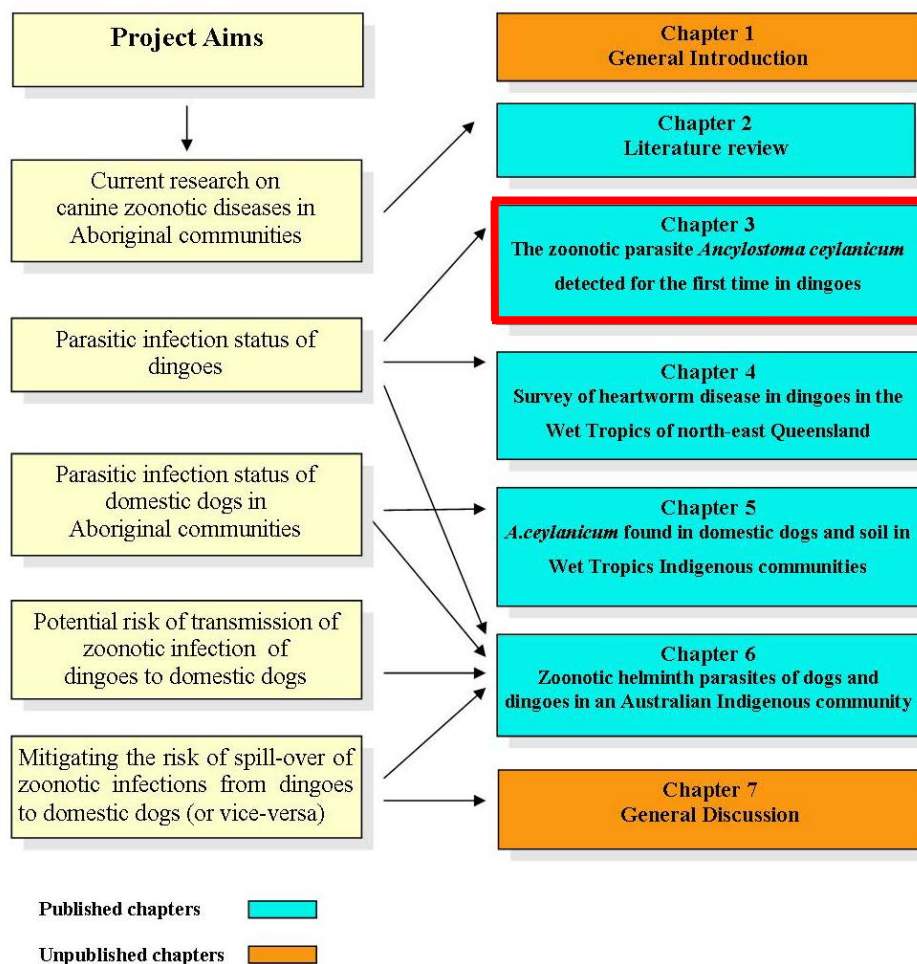 Project Aims
Current research on
canine zoonotic diseases in
Aboriginal communities
Parasitic infection status of
dingoes
Parasitic infection status of
domestic dogs in
Aboriginal communities
Potential risk of transmission of
zoonotic infection of
dingoes to domestic dogs
Mitigating the risk of spill-over of
zoonotic infections from dingoes
to domestic dogs (or vice-versa)
Chapter 1
General Introduction
Chapter 2
Literature review
Chapter 3
The zoonotic parasite Ancylostoma ceylanicum
detected for the first time in dingoes
Chapter 4
Survey of heartworm disease in dingoes in the
Wet Tropics of north-east Queensland
Chapter 5
A.ceylanicum found in domestic dogs and soil in
Wet Tropics Indigenous communities
Chapter 6
Zoonotic helminth parasites of dogs and
dingoes in an Australian Indigenous community
Chapter 7
General Discussion
Published chapters
Unpublished chapters